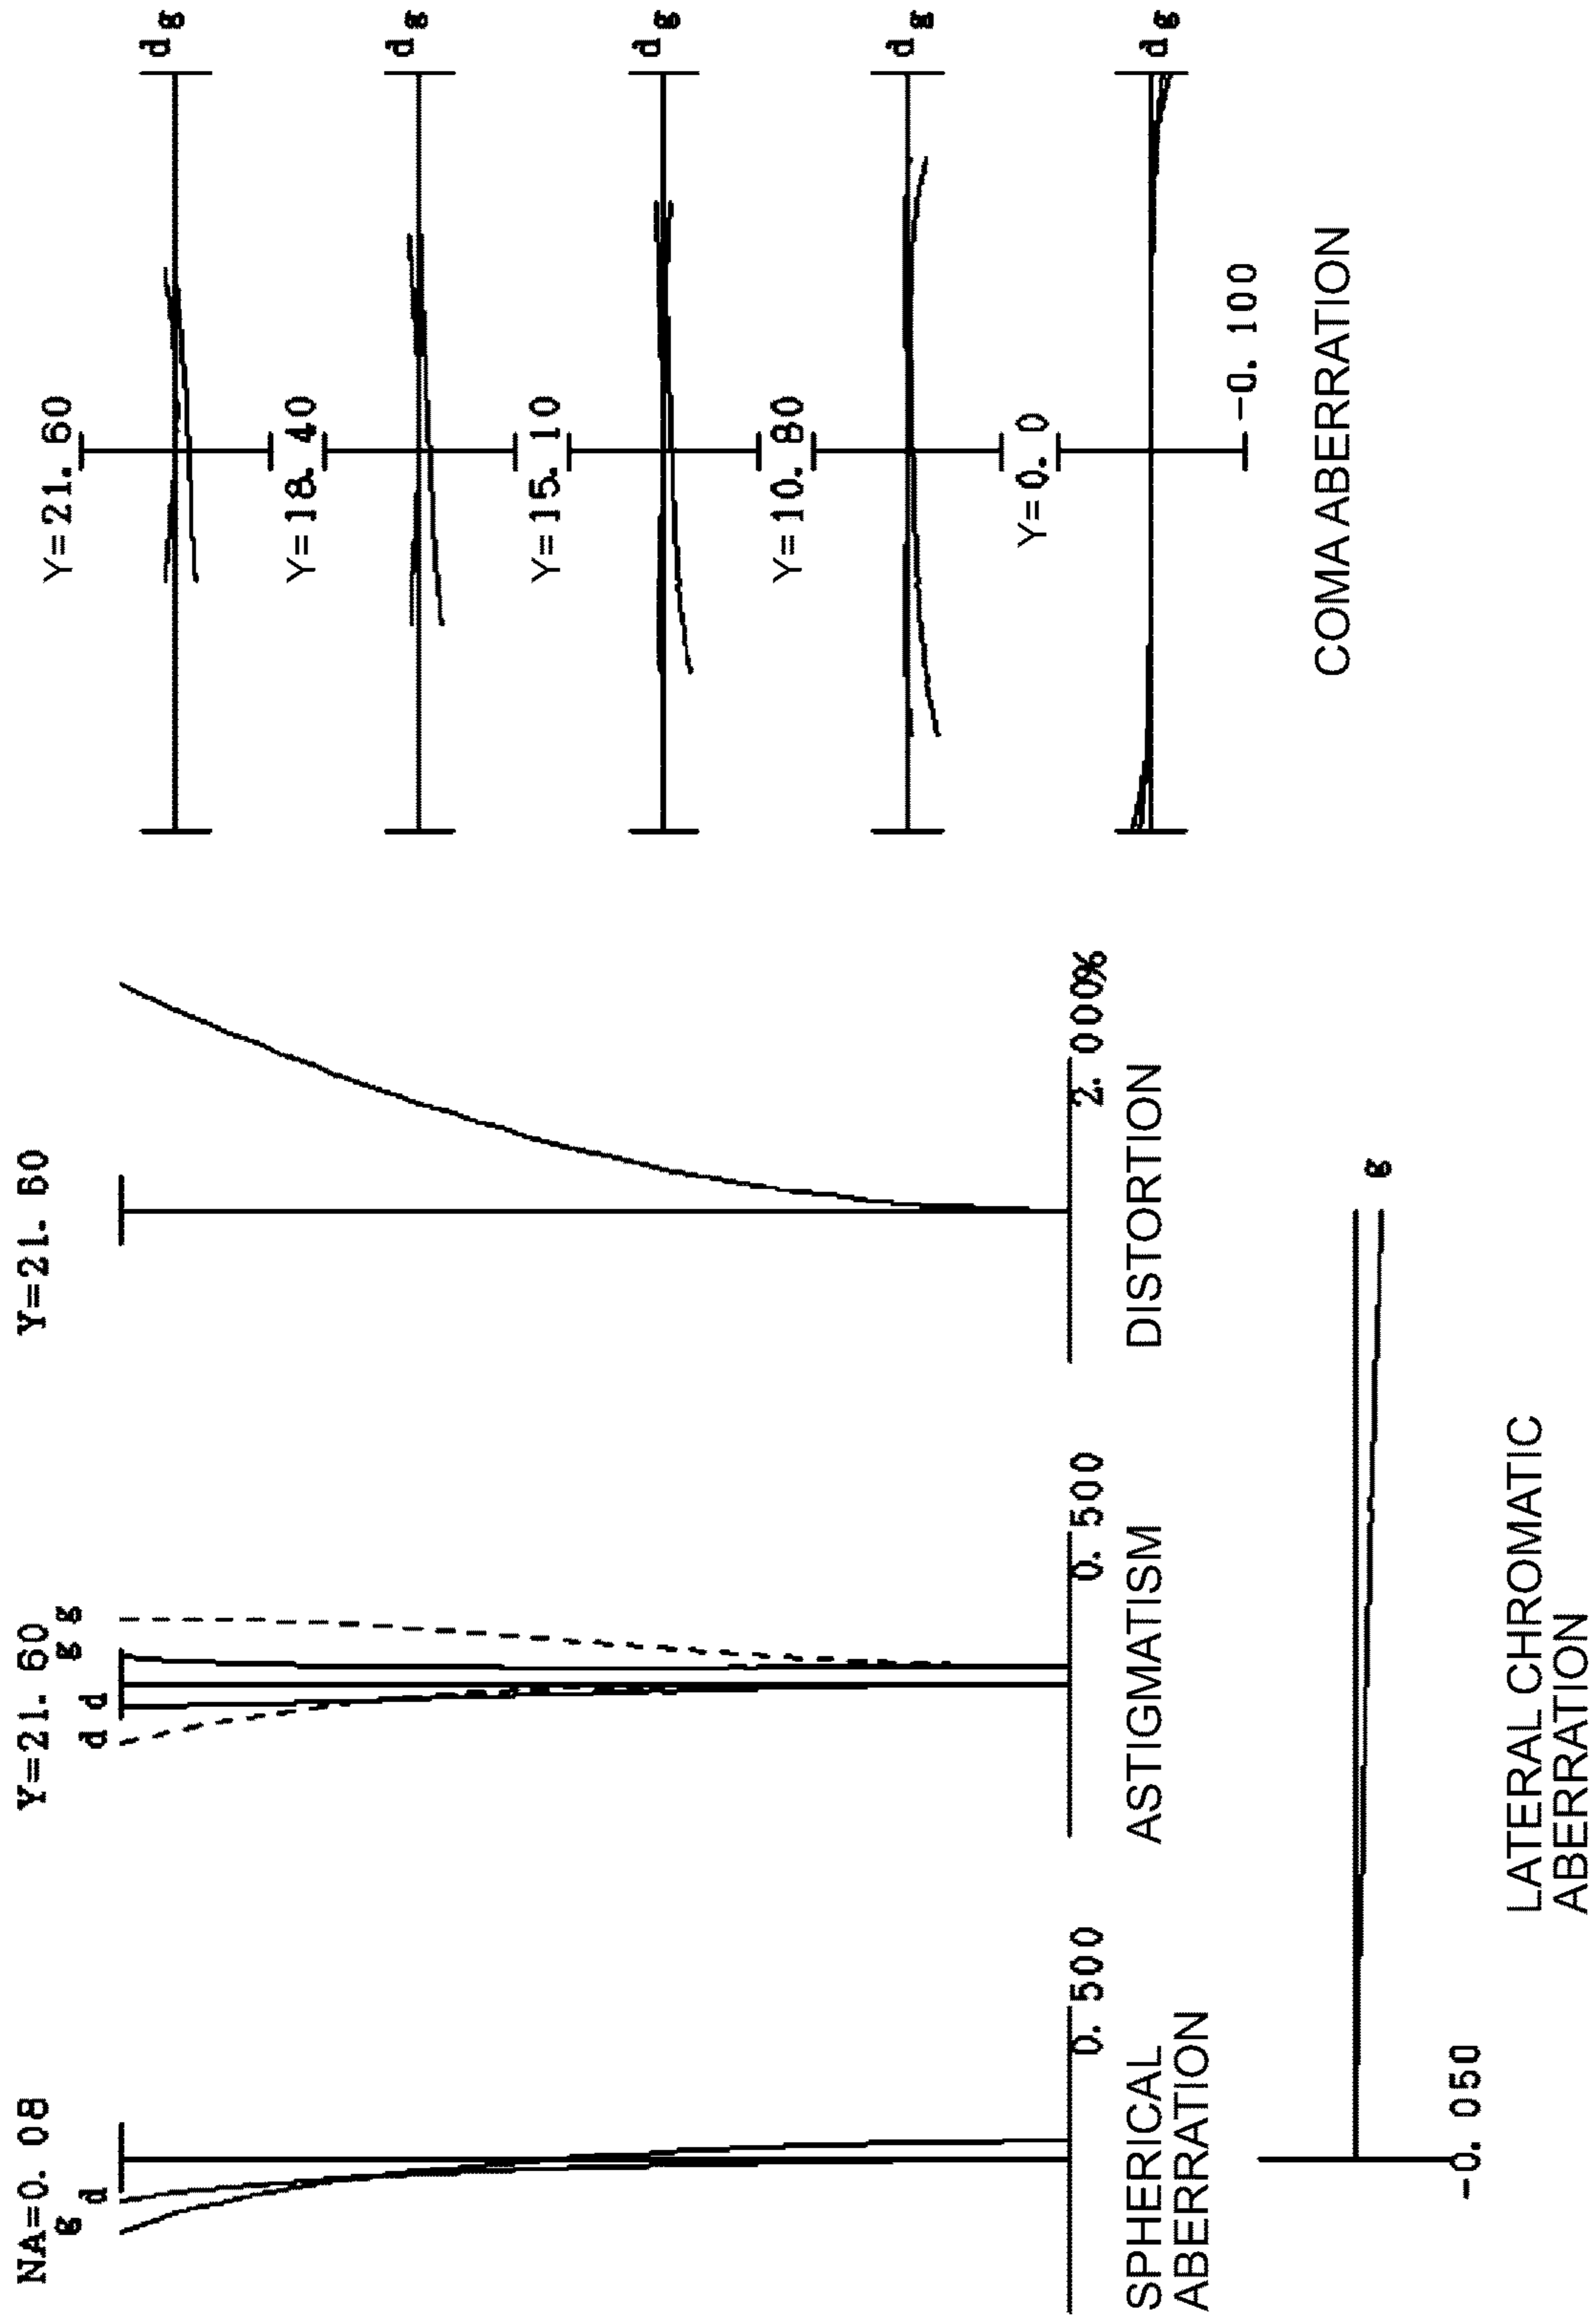 NA=0. 08
g d
0. 500
SPHERICAL
ABERRATION
Y=21. 60
d d g g
0. 500
ASTIGMATISM
Y=21. 60
2. 000%
DISTORTION
Y=21. 60
d g
Y=18. 40
d g
Y=15. 10
d g
Y=10. 80
d g
Y=0. 0
d g
-0. 100
COMA ABERRATION
g
-0. 050
LATERAL CHROMATIC
ABERRATION